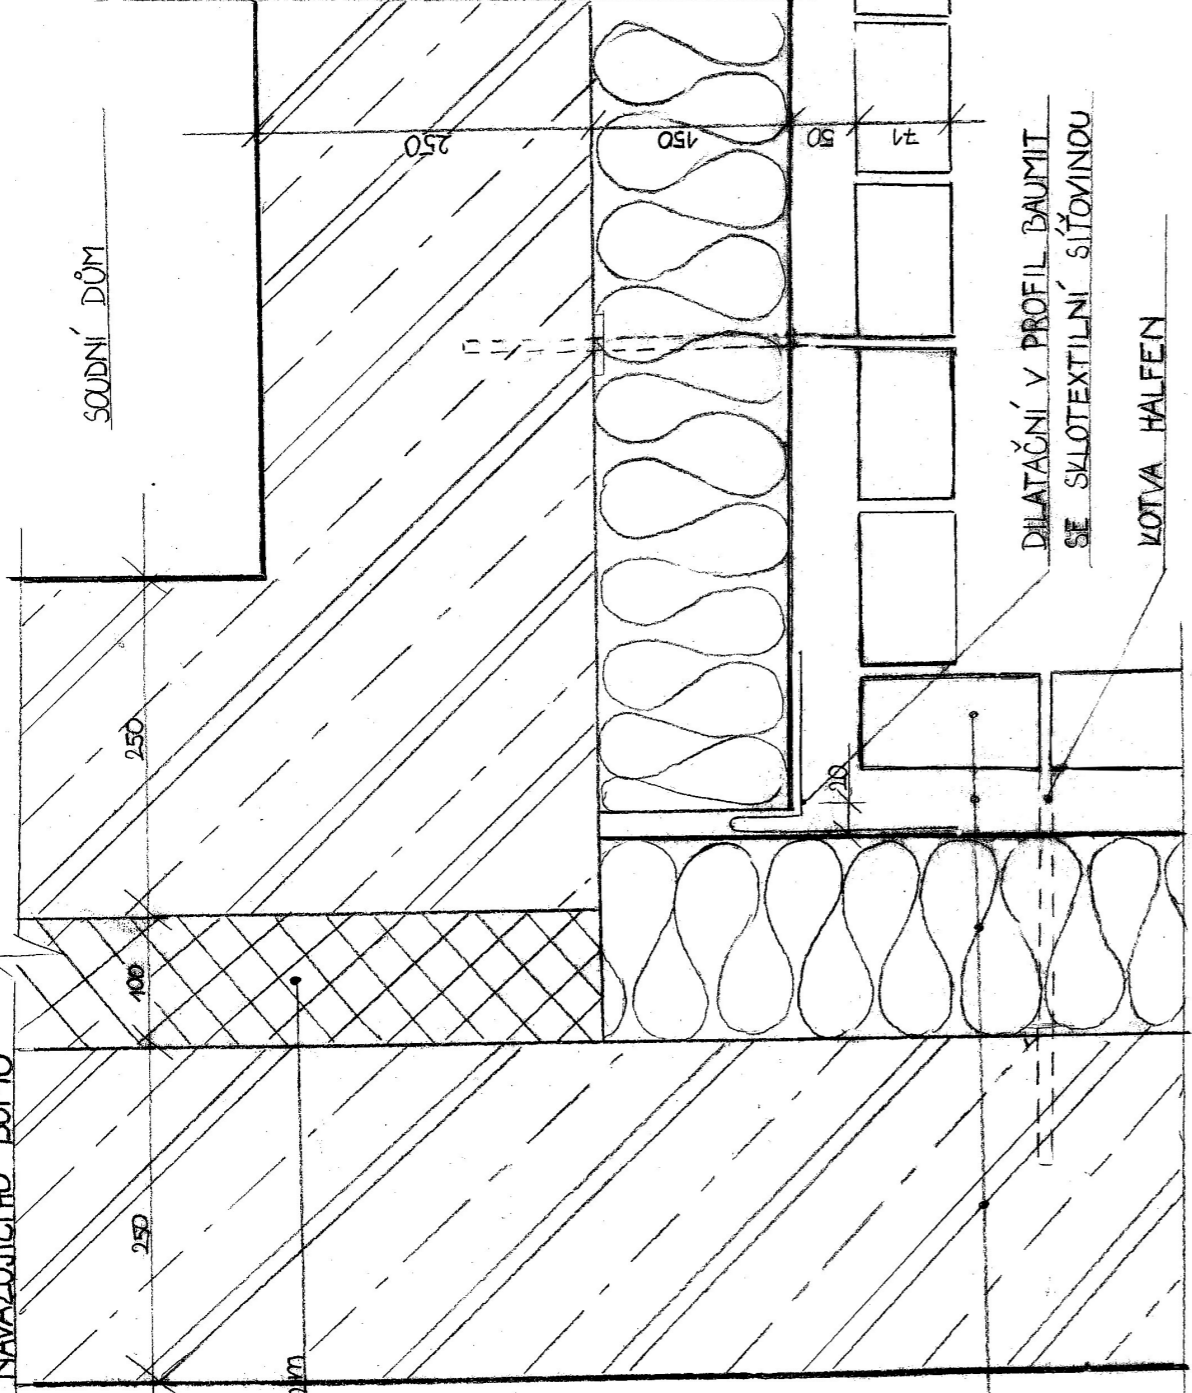 SOUDNÍ DŮM
250
150
50
71
DILATAČNÍ V PROFIL BAUMIT
SE SKLOTEXTILNÍ SÍŤOVINOU
KOTVA HALFEN
250
100
250
20
NAVAZUJÍCÍHO DOMU